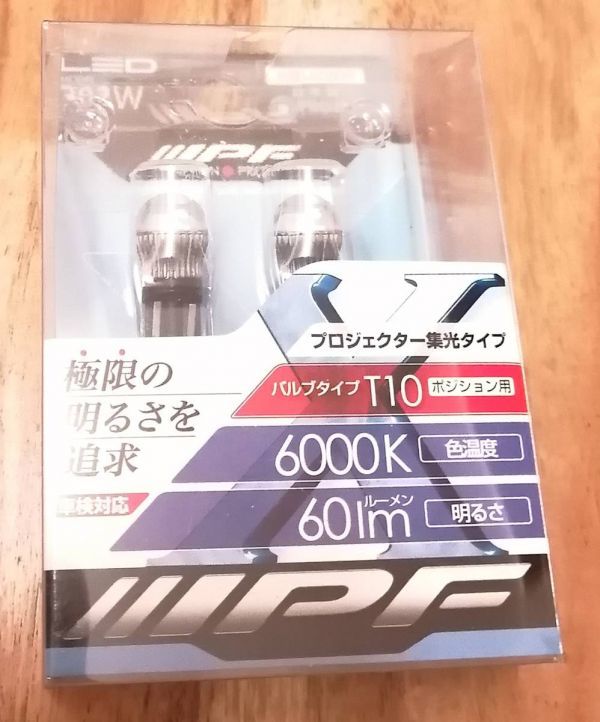 LED
IPF
プロジェクター集光タイプ
極限の
明るさを
追求
車検対応
バルブタイプ T10 ポジション用
6000K 色温度
60lm ルーメン 明るさ
IPF